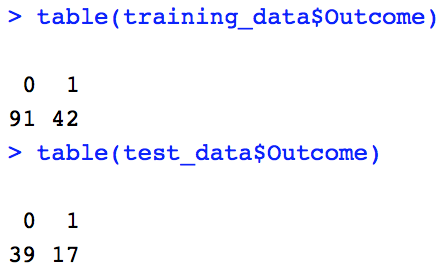 > table(training_data$Outcome)
0 1
91 42
> table(test_data$Outcome)
0 1
39 17